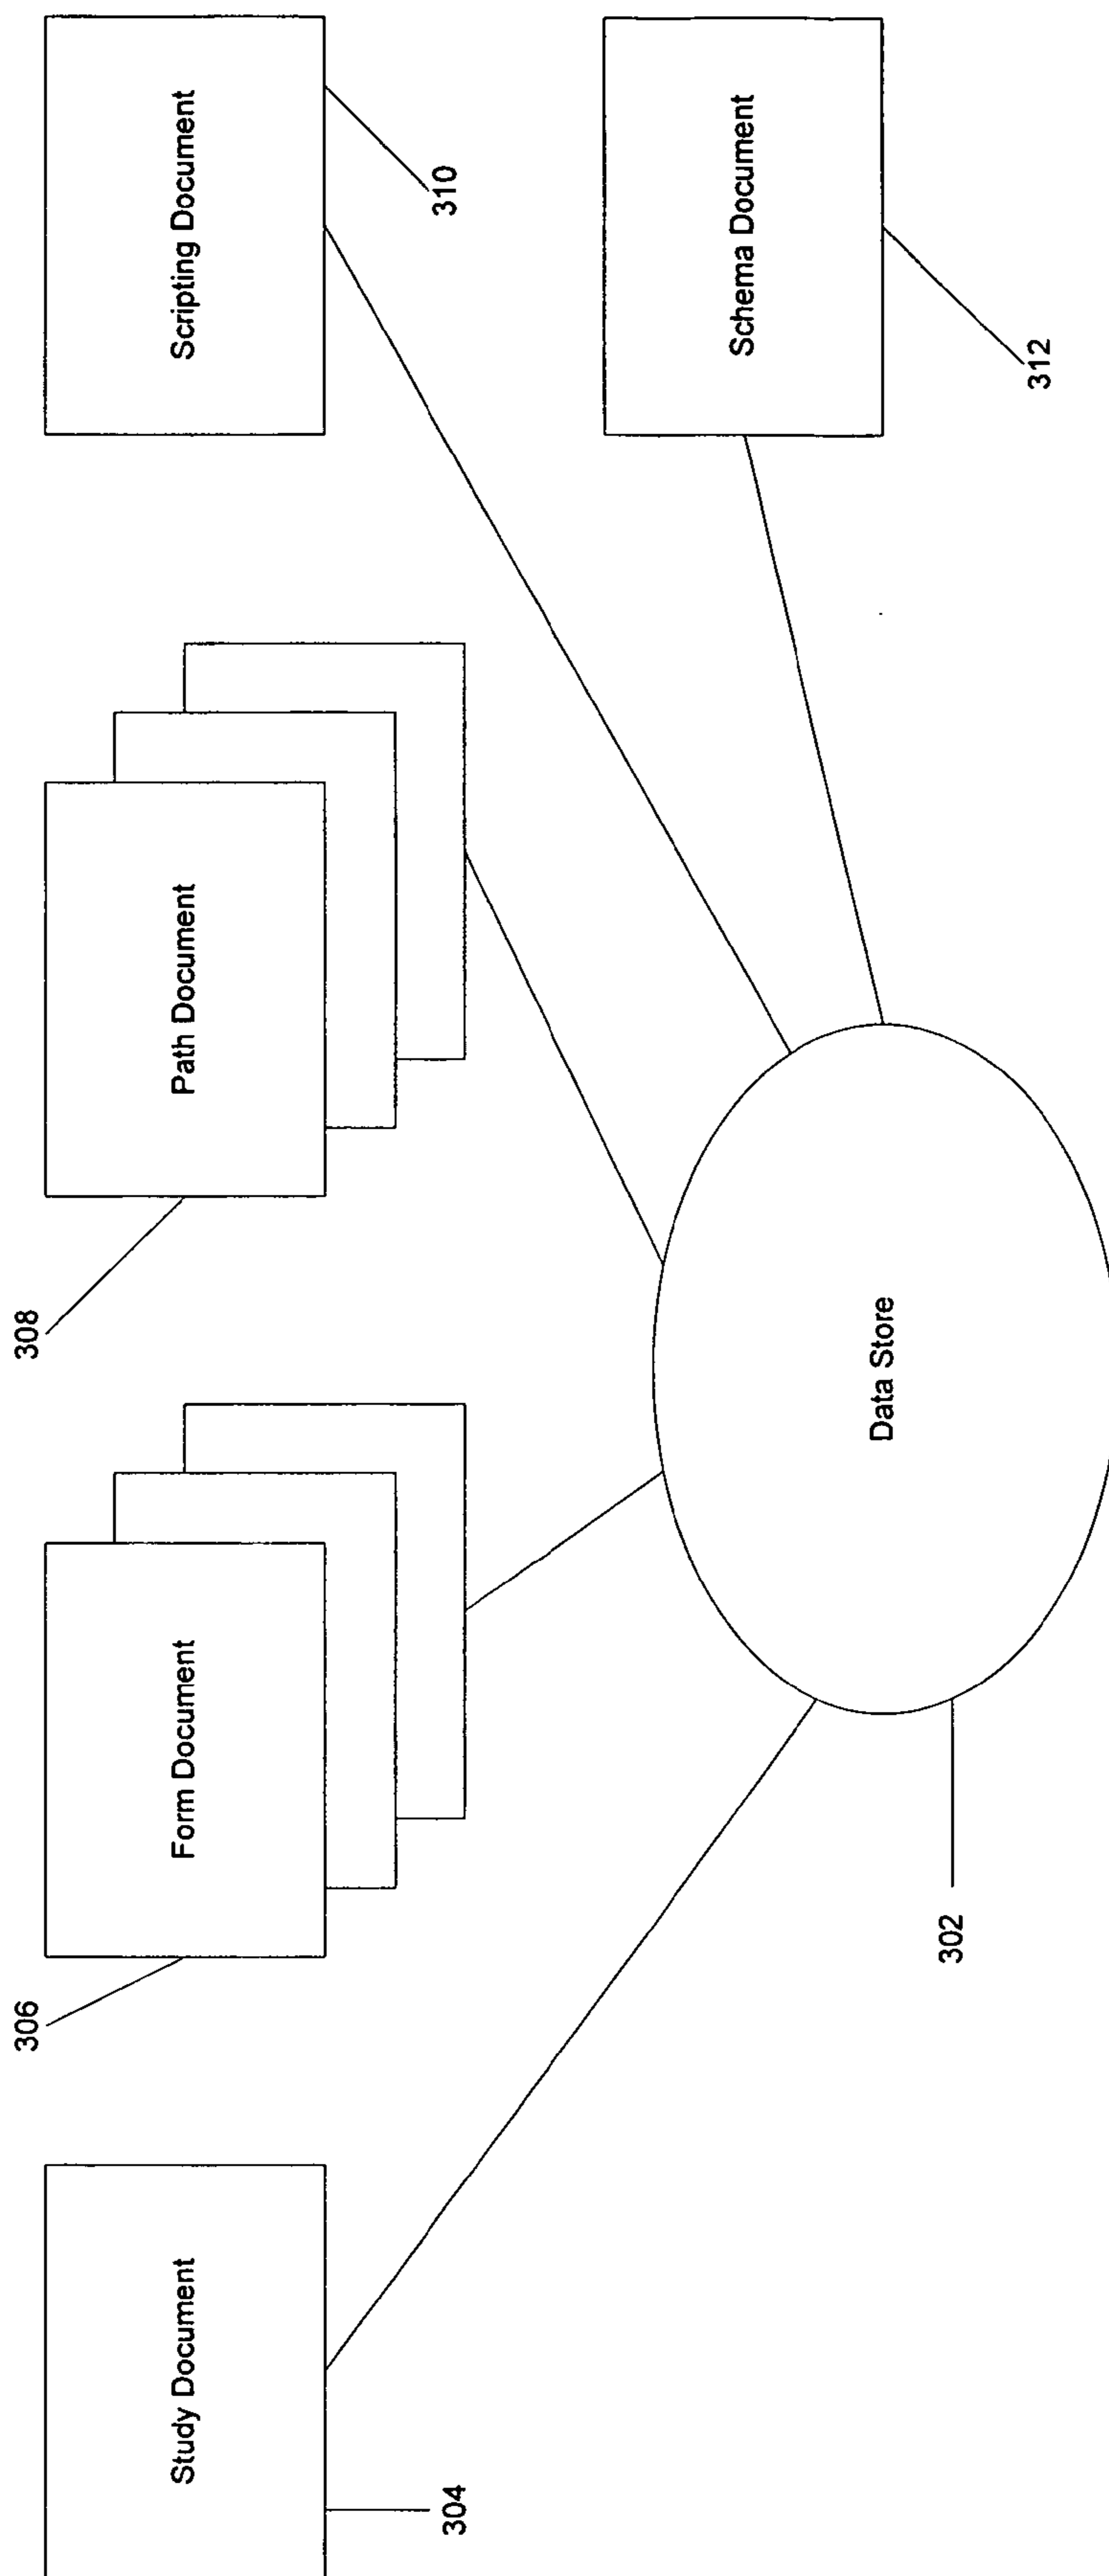 306
308
Study Document
Form Document
Path Document
Scripting Document
304
310
Schema Document
312
Data Store
302